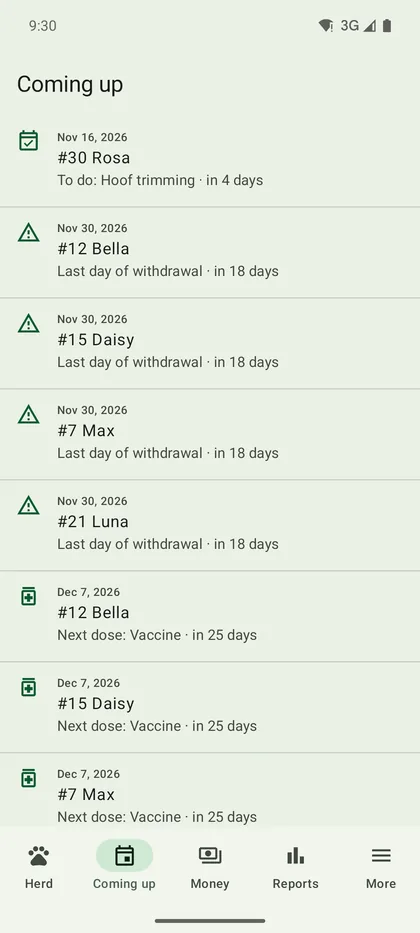 9:30
3G
Coming up
Nov 16, 2026
#30 Rosa
To do: Hoof trimming · in 4 days
Nov 30, 2026
#12 Bella
Last day of withdrawal · in 18 days
Nov 30, 2026
#15 Daisy
Last day of withdrawal · in 18 days
Nov 30, 2026
#7 Max
Last day of withdrawal · in 18 days
Nov 30, 2026
#21 Luna
Last day of withdrawal · in 18 days
Dec 7, 2026
#12 Bella
Next dose: Vaccine · in 25 days
Dec 7, 2026
#15 Daisy
Next dose: Vaccine · in 25 days
Dec 7, 2026
#7 Max
Next dose: Vaccine · in 25 days
Herd
Coming up
Money
Reports
More